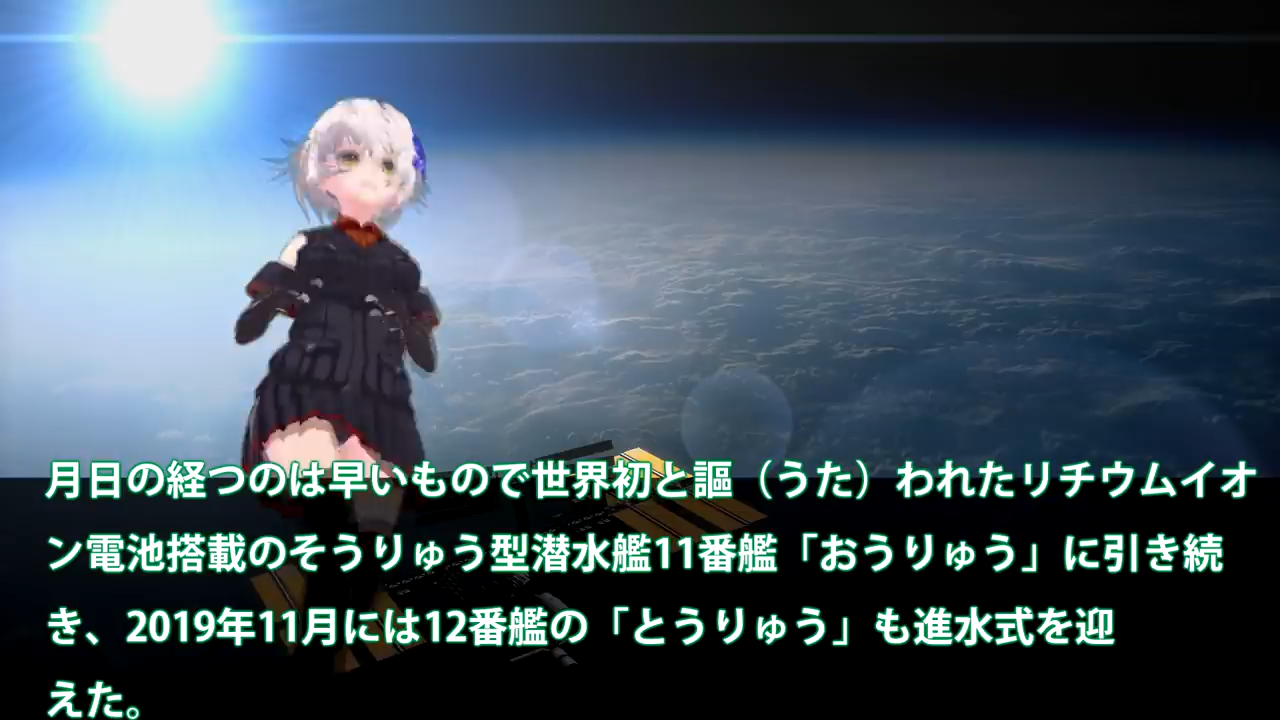 月日の経つのは早いもので世界初と謳（うた）われたリチウムイオ
ン電池搭載のそうりゅう型潜水艦11番艦「おうりゅう」に引き続
き、2019年11月には12番艦の「とうりゅう」も進水式を迎
えた。